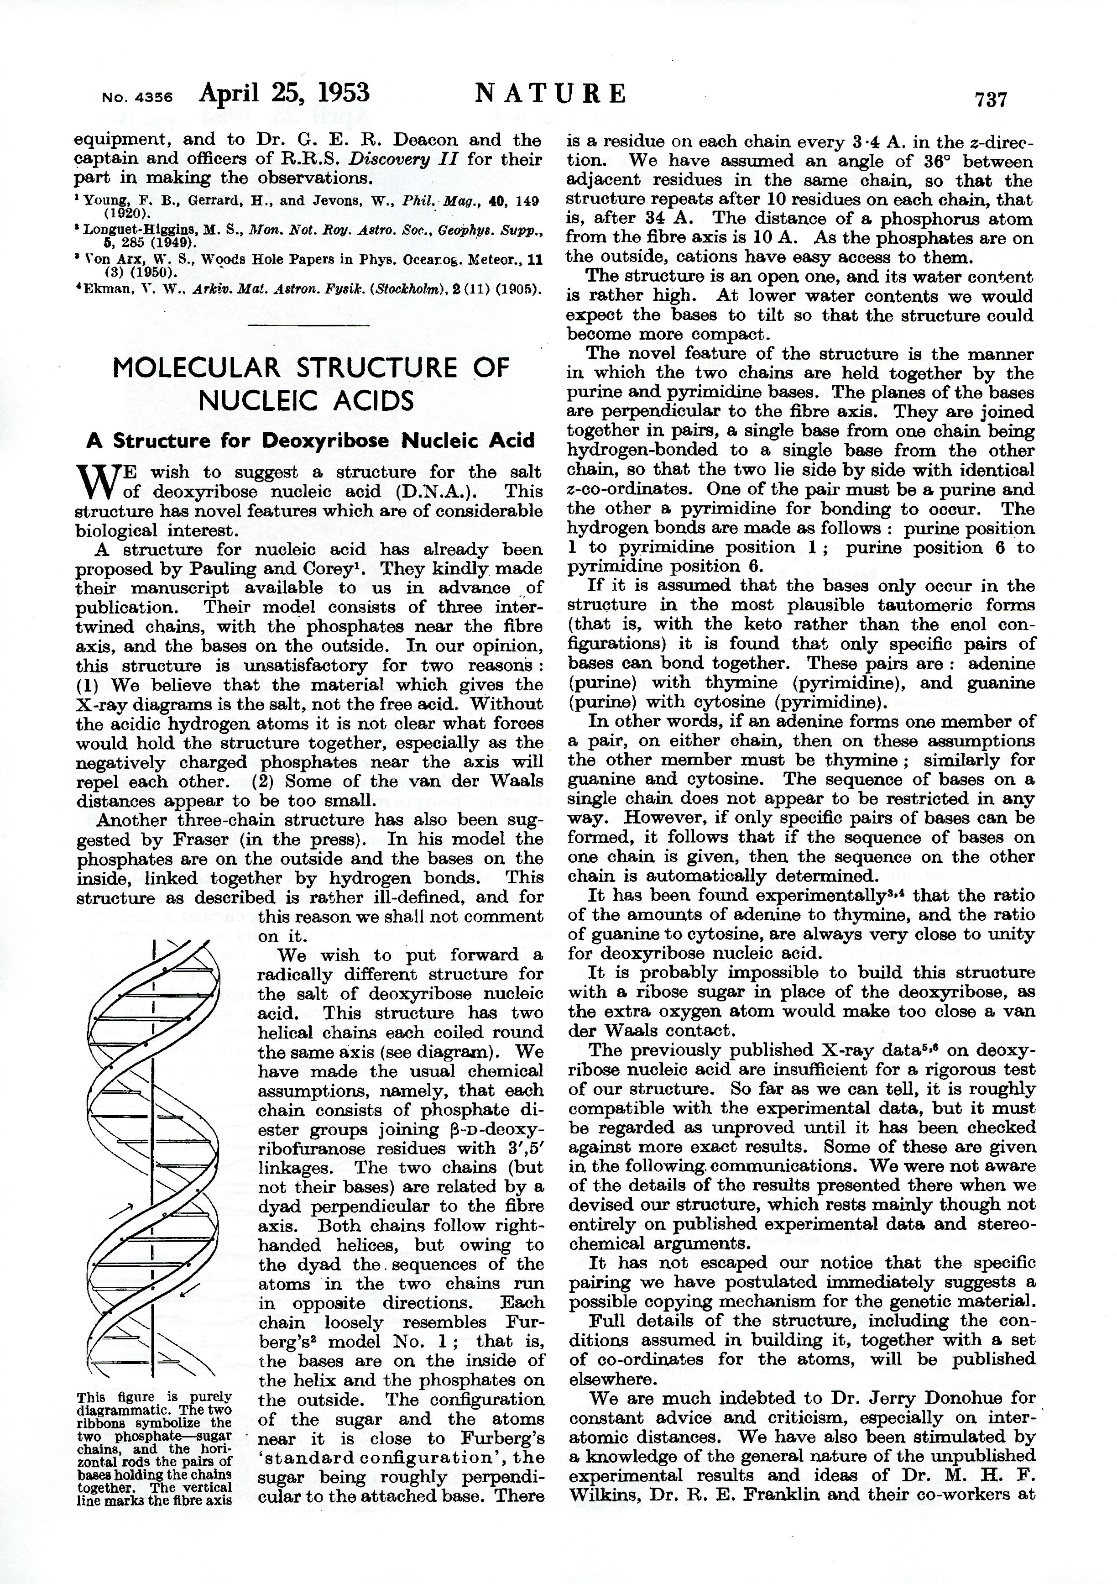 No. 4356 April 25, 1953 NATURE 737
equipment, and to Dr. G. E. R. Deacon and the
captain and officers of R.R.S. Discovery II for their
part in making the observations.
¹ Young, F. B., Gerrard, H., and Jevons, W., Phil. Mag., 40, 149
(1920).
² Longuet-Higgins, M. S., Mon. Not. Roy. Astro. Soc., Geophys. Supp.,
5, 285 (1949).
³ Von Arx, W. S., Woods Hole Papers in Phys. Ocearog. Meteor., 11
(3) (1950).
⁴ Ekman, V. W., Arkiv. Mat. Astron. Fysik. (Stockholm), 2 (11) (1905).
MOLECULAR STRUCTURE OF
NUCLEIC ACIDS
A Structure for Deoxyribose Nucleic Acid
WE wish to suggest a structure for the salt
of deoxyribose nucleic acid (D.N.A.). This
structure has novel features which are of considerable
biological interest.
A structure for nucleic acid has already been
proposed by Pauling and Corey¹. They kindly made
their manuscript available to us in advance of
publication. Their model consists of three inter-
twined chains, with the phosphates near the fibre
axis, and the bases on the outside. In our opinion,
this structure is unsatisfactory for two reasons :
(1) We believe that the material which gives the
X-ray diagrams is the salt, not the free acid. Without
the acidic hydrogen atoms it is not clear what forces
would hold the structure together, especially as the
negatively charged phosphates near the axis will
repel each other. (2) Some of the van der Waals
distances appear to be too small.
Another three-chain structure has also been sug-
gested by Fraser (in the press). In his model the
phosphates are on the outside and the bases on the
inside, linked together by hydrogen bonds. This
structure as described is rather ill-defined, and for
this reason we shall not comment
on it.
We wish to put forward a
radically different structure for
the salt of deoxyribose nucleic
acid. This structure has two
helical chains each coiled round
the same axis (see diagram). We
have made the usual chemical
assumptions, namely, that each
chain consists of phosphate di-
ester groups joining β-D-deoxy-
ribofuranose residues with 3′,5′
linkages. The two chains (but
not their bases) are related by a
dyad perpendicular to the fibre
axis. Both chains follow right-
handed helices, but owing to
the dyad the sequences of the
atoms in the two chains run
in opposite directions. Each
chain loosely resembles Fur-
berg's² model No. 1 ; that is,
the bases are on the inside of
the helix and the phosphates on
the outside. The configuration
of the sugar and the atoms
near it is close to Furberg's
'standard configuration', the
sugar being roughly perpendi-
cular to the attached base. There
This figure is purely
diagrammatic. The two
ribbons symbolize the
two phosphate—sugar
chains, and the hori-
zontal rods the pairs of
bases holding the chains
together. The vertical
line marks the fibre axis
is a residue on each chain every 3·4 A. in the z-direc-
tion. We have assumed an angle of 36° between
adjacent residues in the same chain, so that the
structure repeats after 10 residues on each chain, that
is, after 34 A. The distance of a phosphorus atom
from the fibre axis is 10 A. As the phosphates are on
the outside, cations have easy access to them.
The structure is an open one, and its water content
is rather high. At lower water contents we would
expect the bases to tilt so that the structure could
become more compact.
The novel feature of the structure is the manner
in which the two chains are held together by the
purine and pyrimidine bases. The planes of the bases
are perpendicular to the fibre axis. They are joined
together in pairs, a single base from one chain being
hydrogen-bonded to a single base from the other
chain, so that the two lie side by side with identical
z-co-ordinates. One of the pair must be a purine and
the other a pyrimidine for bonding to occur. The
hydrogen bonds are made as follows : purine position
1 to pyrimidine position 1 ; purine position 6 to
pyrimidine position 6.
If it is assumed that the bases only occur in the
structure in the most plausible tautomeric forms
(that is, with the keto rather than the enol con-
figurations) it is found that only specific pairs of
bases can bond together. These pairs are : adenine
(purine) with thymine (pyrimidine), and guanine
(purine) with cytosine (pyrimidine).
In other words, if an adenine forms one member of
a pair, on either chain, then on these assumptions
the other member must be thymine ; similarly for
guanine and cytosine. The sequence of bases on a
single chain does not appear to be restricted in any
way. However, if only specific pairs of bases can be
formed, it follows that if the sequence of bases on
one chain is given, then the sequence on the other
chain is automatically determined.
It has been found experimentally³,⁴ that the ratio
of the amounts of adenine to thymine, and the ratio
of guanine to cytosine, are always very close to unity
for deoxyribose nucleic acid.
It is probably impossible to build this structure
with a ribose sugar in place of the deoxyribose, as
the extra oxygen atom would make too close a van
der Waals contact.
The previously published X-ray data⁵,⁶ on deoxy-
ribose nucleic acid are insufficient for a rigorous test
of our structure. So far as we can tell, it is roughly
compatible with the experimental data, but it must
be regarded as unproved until it has been checked
against more exact results. Some of these are given
in the following communications. We were not aware
of the details of the results presented there when we
devised our structure, which rests mainly though not
entirely on published experimental data and stereo-
chemical arguments.
It has not escaped our notice that the specific
pairing we have postulated immediately suggests a
possible copying mechanism for the genetic material.
Full details of the structure, including the con-
ditions assumed in building it, together with a set
of co-ordinates for the atoms, will be published
elsewhere.
We are much indebted to Dr. Jerry Donohue for
constant advice and criticism, especially on inter-
atomic distances. We have also been stimulated by
a knowledge of the general nature of the unpublished
experimental results and ideas of Dr. M. H. F.
Wilkins, Dr. R. E. Franklin and their co-workers at